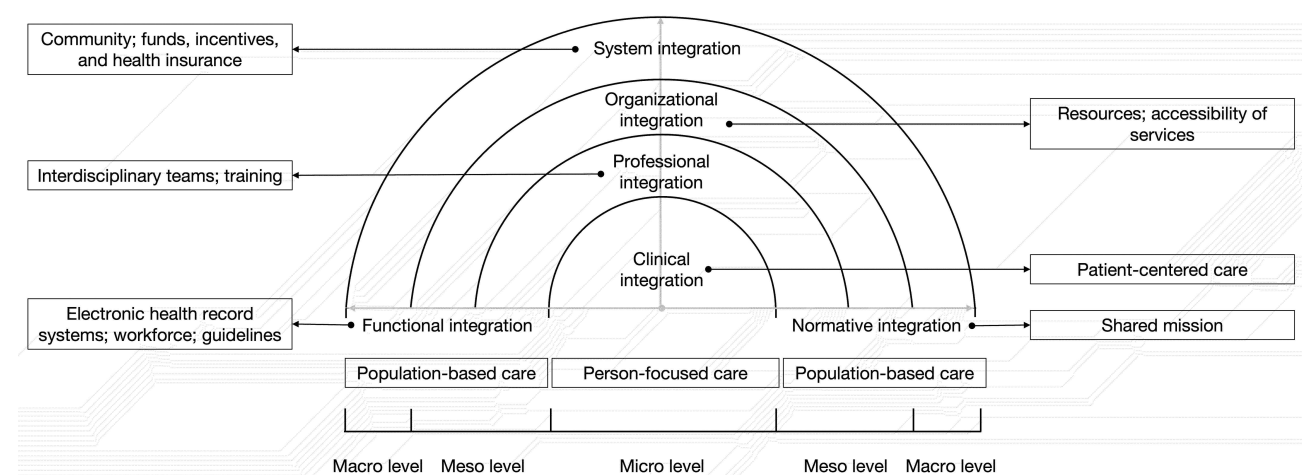 Community; funds, incentives,
and health insurance
System integration
Organizational
integration
Resources; accessibility of
services
Professional
integration
Interdisciplinary teams; training
Clinical
integration
Patient-centered care
Electronic health record
systems; workforce; guidelines
Functional integration
Normative integration
Shared mission
Population-based care
Person-focused care
Population-based care
Macro level
Meso level
Micro level
Meso level
Macro level